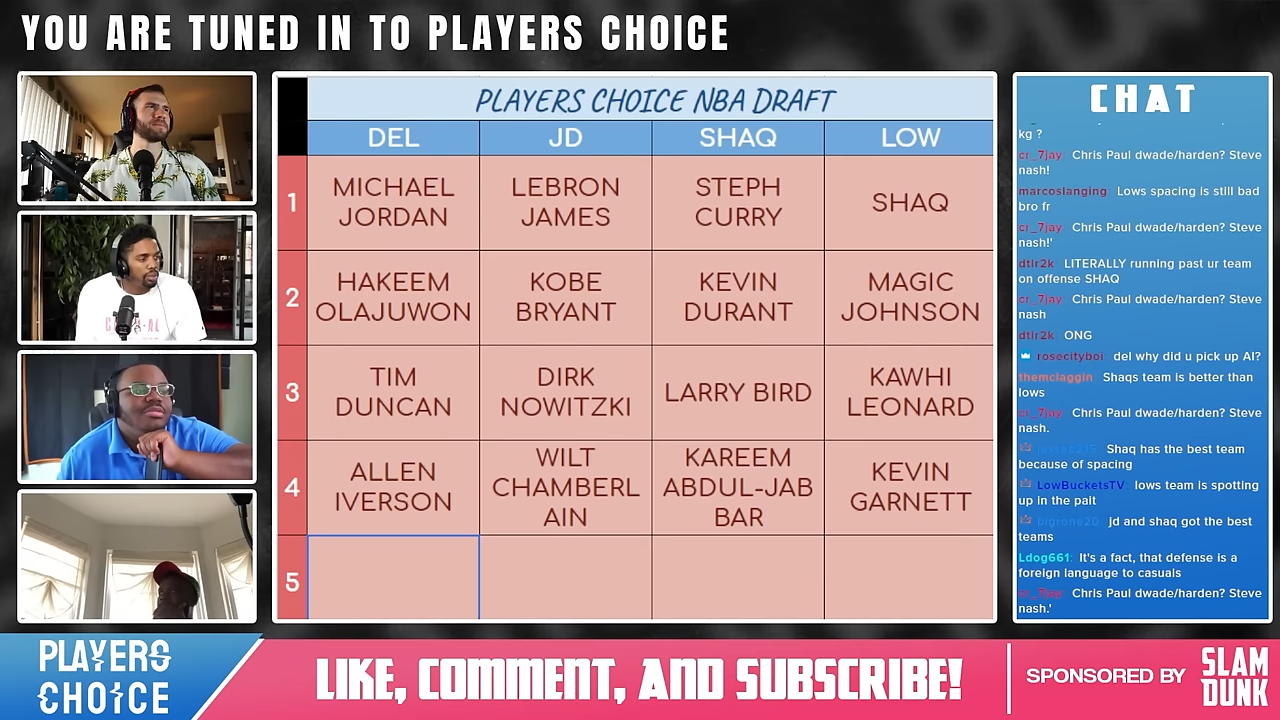 YOU ARE TUNED IN TO PLAYERS CHOICE
PLAYERS CHOICE NBA DRAFT
DEL JD SHAQ LOW
1
MICHAEL
JORDAN
LEBRON
JAMES
STEPH
CURRY
SHAQ
2
HAKEEM
OLAJUWON
KOBE
BRYANT
KEVIN
DURANT
MAGIC
JOHNSON
3
TIM
DUNCAN
DIRK
NOWITZKI
LARRY BIRD
KAWHI
LEONARD
4
ALLEN
IVERSON
WILT
CHAMBERL
AIN
KAREEM
ABDUL-JAB
BAR
KEVIN
GARNETT
5
CHAT
kg ?
cr_7jay: Chris Paul dwade/harden? Steve
nash!
marcoslanging: Lows spacing is still bad
bro fr
cr_7jay: Chris Paul dwade/harden? Steve
nash!'
dtlr2k: LITERALLY running past ur team
on offense SHAQ
cr_7jay: Chris Paul dwade/harden? Steve
nash
dtlr2k: ONG
rosecityboi: del why did u pick up AI?
themclaggin: Shaqs team is better than
lows
cr_7jay: Chris Paul dwade/harden? Steve
nash.
Shaq has the best team
because of spacing
LowBucketsTV: lows team is spotting
up in the pait
bigrone20: jd and shaq got the best
teams
Ldog661: It's a fact, that defense is a
foreign language to casuals
cr_7jay: Chris Paul dwade/harden? Steve
nash.'
PLAYERS
CHOICE
LIKE, COMMENT, AND SUBSCRIBE!
SPONSORED BY
SLAM
DUNK